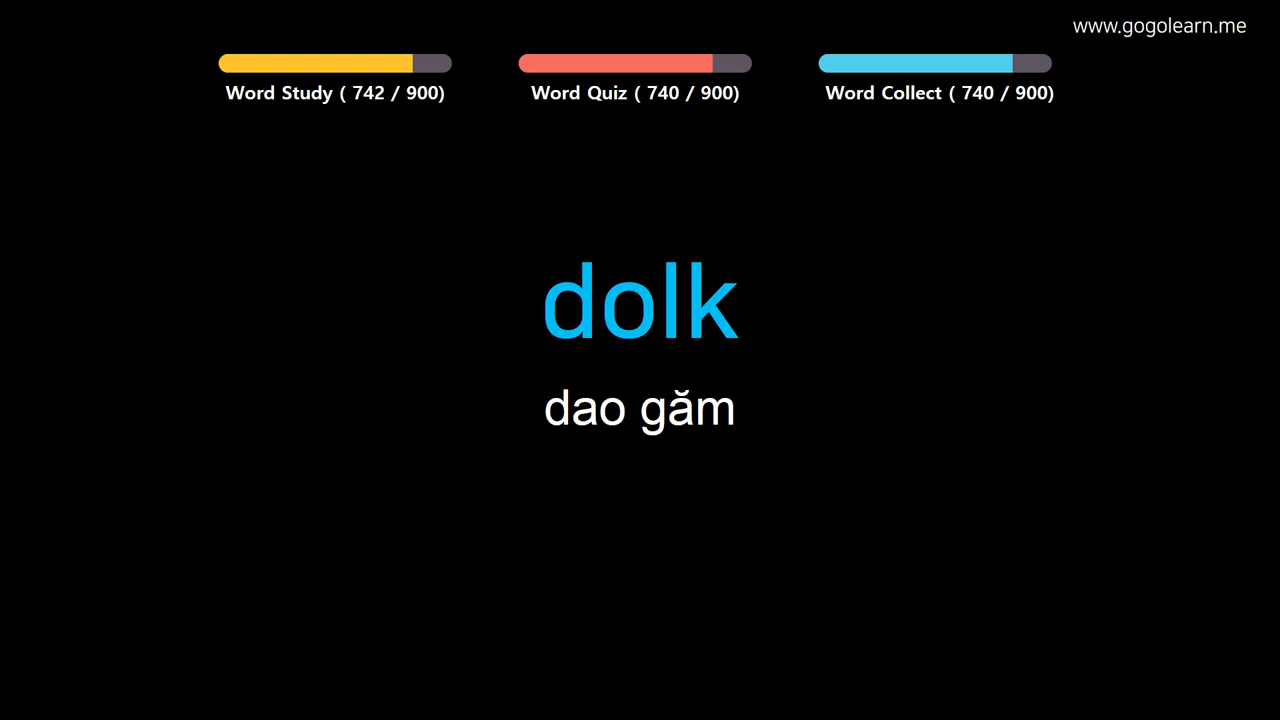 www.gogolearn.me
Word Study ( 742 / 900)
Word Quiz ( 740 / 900)
Word Collect ( 740 / 900)
dolk
dao găm